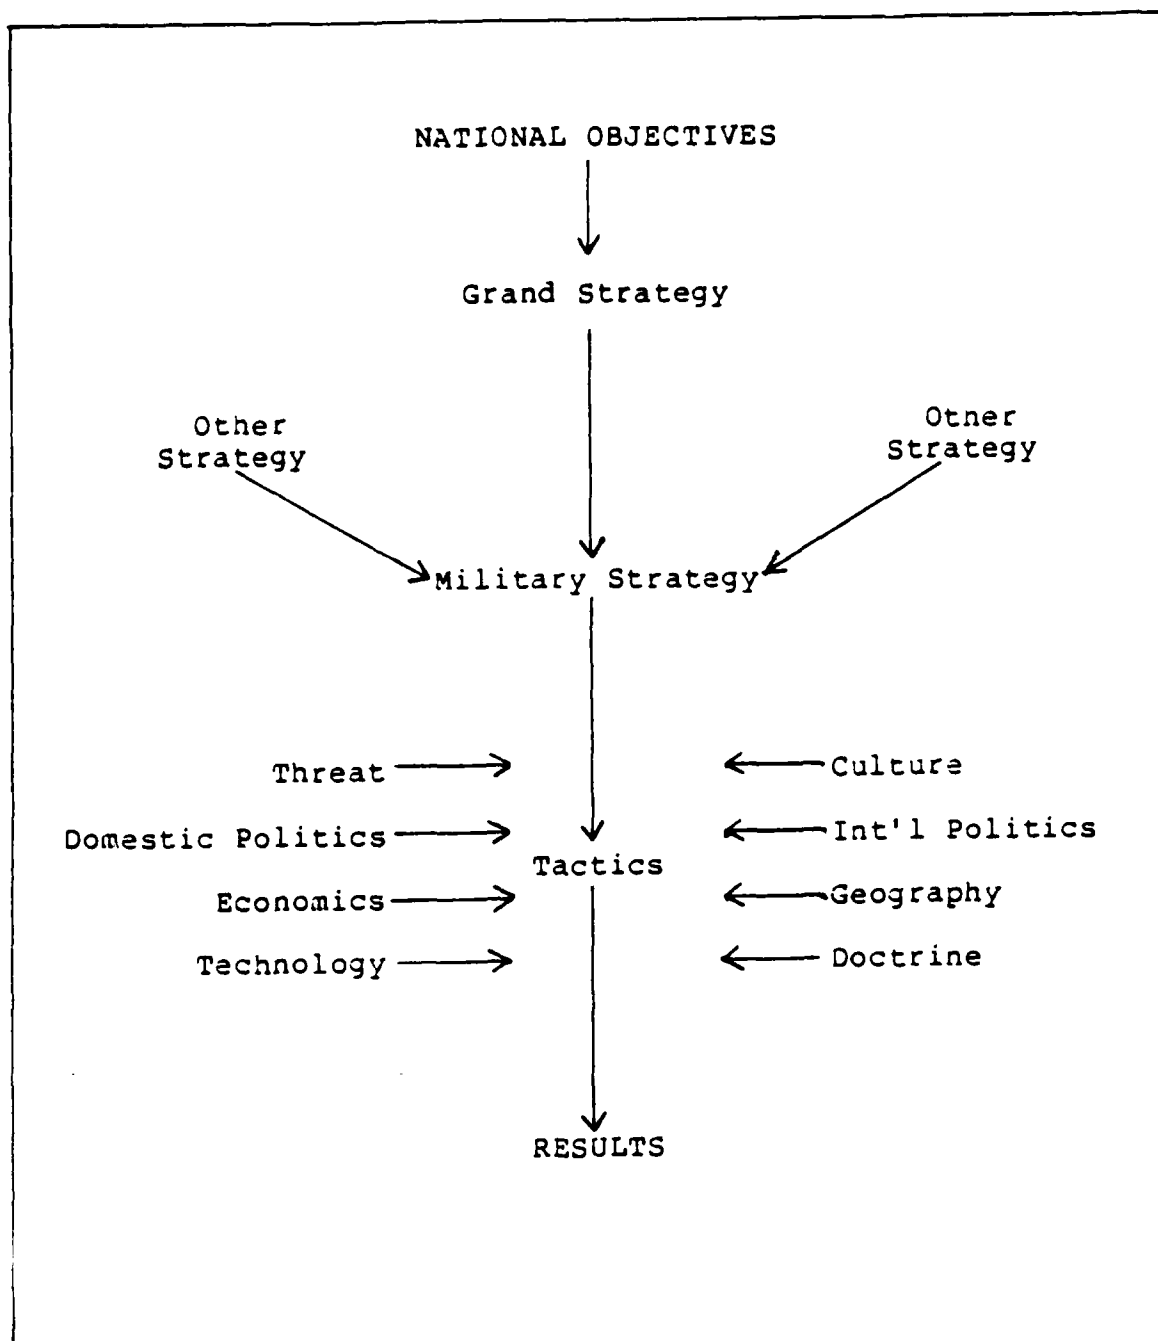 NATIONAL OBJECTIVES
Grand Strategy
Other
Strategy
Otner
Strategy
Military Strategy
Threat
Culture
Domestic Politics
Int'l Politics
Tactics
Economics
Geography
Technology
Doctrine
RESULTS